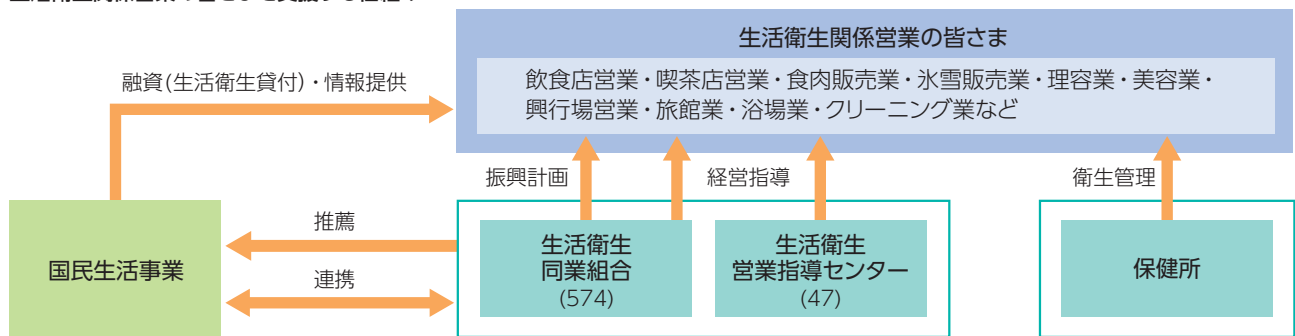 生活衛生関係営業の皆さま
融資(生活衛生貸付)・情報提供
飲食店営業・喫茶店営業・食肉販売業・氷雪販売業・理容業・美容業・
興行場営業・旅館業・浴場業・クリーニング業など
振興計画
経営指導
衛生管理
国民生活事業
推薦
連携
生活衛生
同業組合
(574)
生活衛生
営業指導センター
(47)
保健所